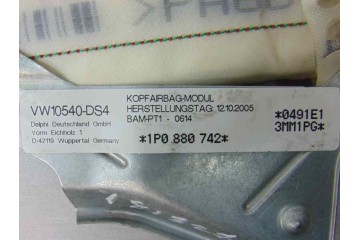 VW10540-DS4
Delphi Deutschland GmbH
Vorm Eichholz 1
D-42119 Wuppertal Germany
KOPFAIRBAG-MODUL
HERSTELLUNGSTAG: 12.10.2005
BAM-PT1 - 0614
*1P0 880 742*
*0491E1
3MM1PG*